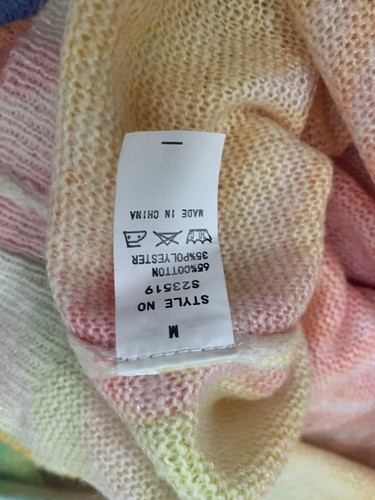 M
STYLE NO
S23519
65%COTTON
35%POLYESTER
MADE IN CHINA